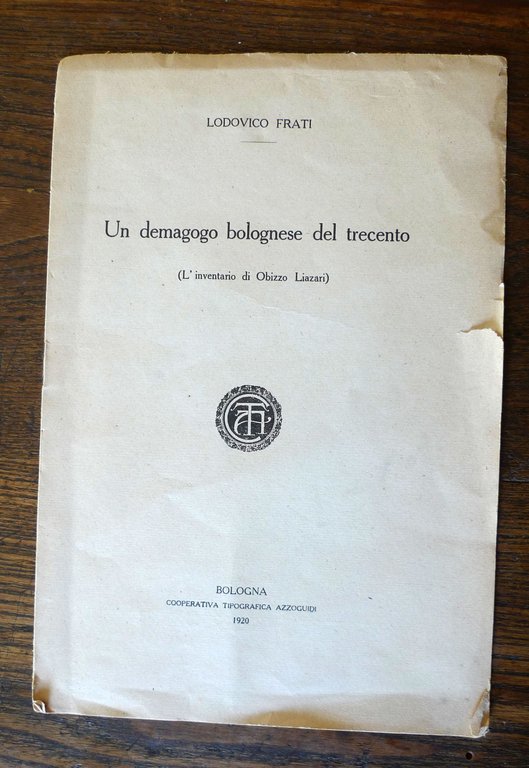 LODOVICO FRATI
Un demagogo bolognese del trecento
(L' inventario di Obizzo Liazari)
BOLOGNA
COOPERATIVA TIPOGRAFICA AZZOGUIDI
1920